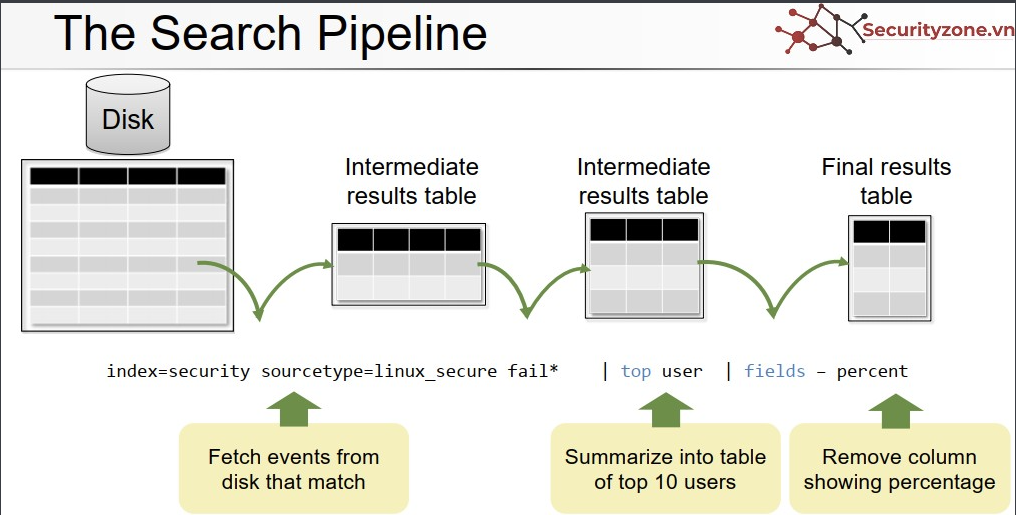 The Search Pipeline
Securityzone.vn
Disk
Intermediate
results table
Intermediate
results table
Final results
table
index=security sourcetype=linux_secure fail* | top user | fields – percent
Fetch events from
disk that match
Summarize into table
of top 10 users
Remove column
showing percentage